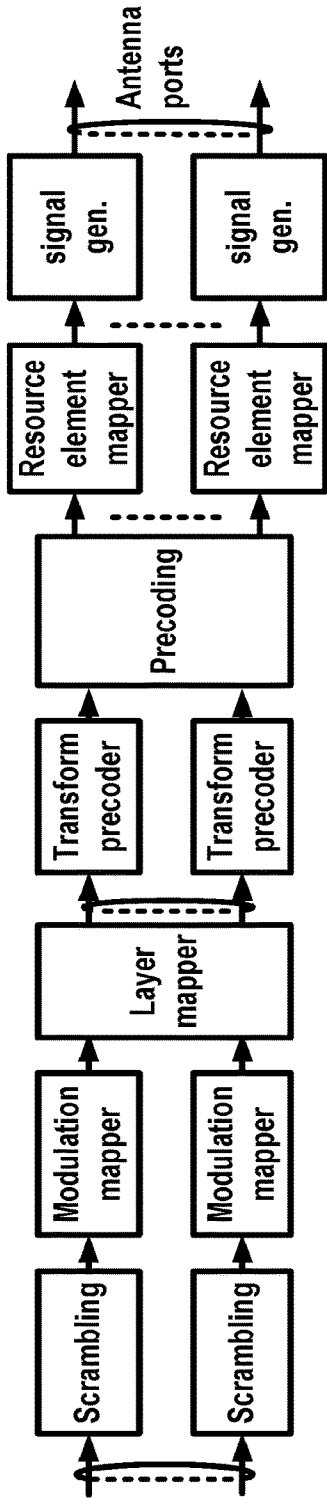 Scrambling
Scrambling
Modulation
mapper
Modulation
mapper
Layer
mapper
Transform
precoder
Transform
precoder
Precoding
Resource
element
mapper
Resource
element
mapper
signal
gen.
signal
gen.
Antenna
ports